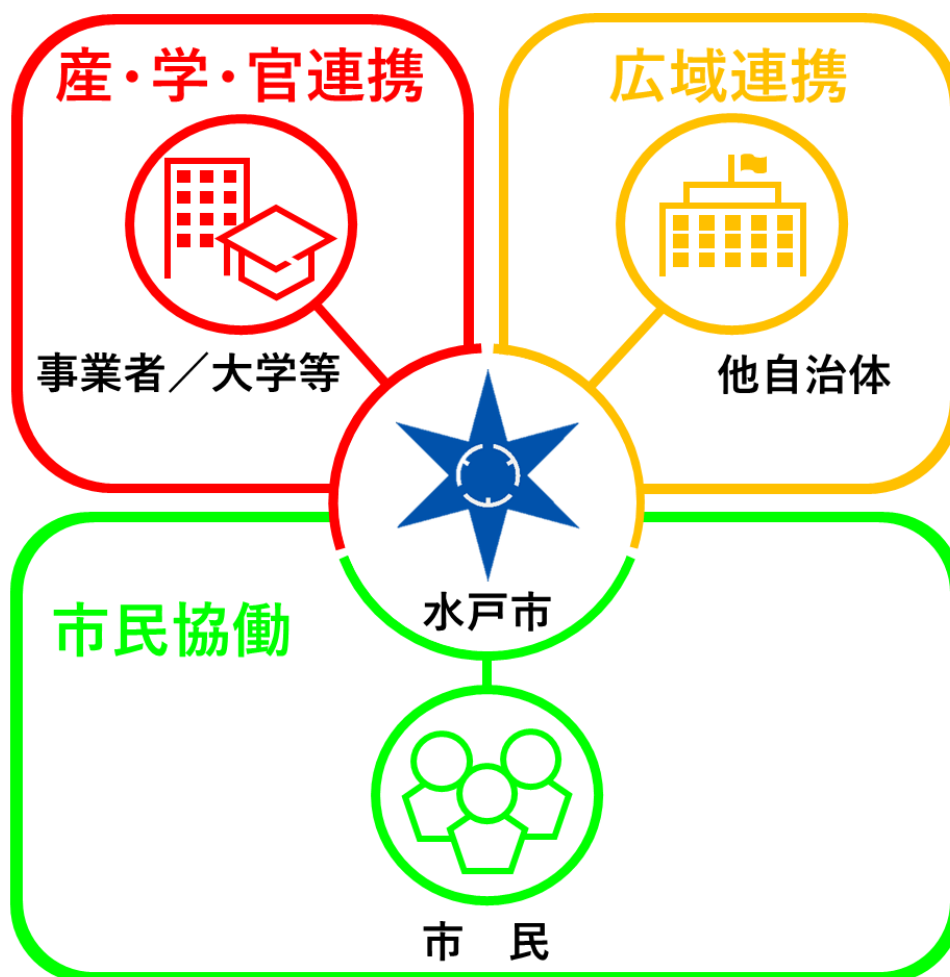 産・学・官連携
事業者／大学等
広域連携
他自治体
水戸市
市民協働
市　民